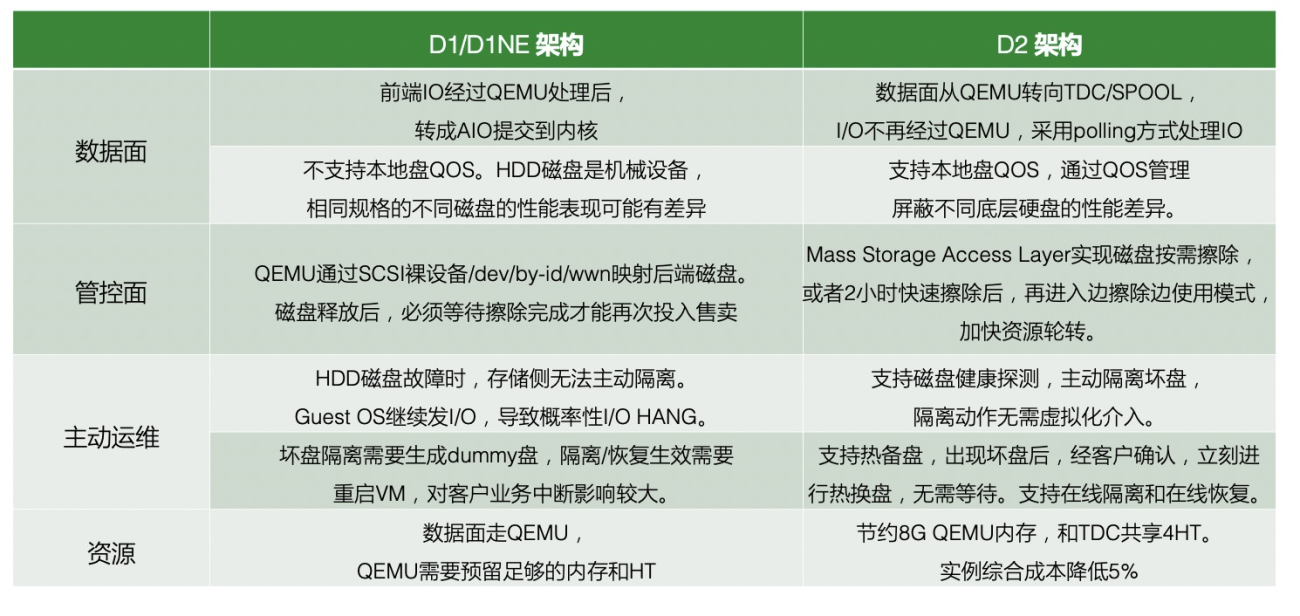 D1/D1NE 架构
D2 架构
数据面
前端IO经过QEMU处理后，
转成AIO提交到内核
数据面从QEMU转向TDC/SPOOL，
I/O不再经过QEMU，采用polling方式处理IO
不支持本地盘QOS。HDD磁盘是机械设备，
相同规格的不同磁盘的性能表现可能有差异
支持本地盘QOS，通过QOS管理
屏蔽不同底层硬盘的性能差异。
管控面
QEMU通过SCSI裸设备/dev/by-id/wwn映射后端磁盘。
磁盘释放后，必须等待擦除完成才能再次投入售卖
Mass Storage Access Layer实现磁盘按需擦除，
或者2小时快速擦除后，再进入边擦除边使用模式，
加快资源轮转。
主动运维
HDD磁盘故障时，存储侧无法主动隔离。
Guest OS继续发I/O，导致概率性I/O HANG。
支持磁盘健康探测，主动隔离坏盘，
隔离动作无需虚拟化介入。
坏盘隔离需要生成dummy盘，隔离/恢复生效需要
重启VM，对客户业务中断影响较大。
支持热备盘，出现坏盘后，经客户确认，立刻进
行热换盘，无需等待。支持在线隔离和在线恢复。
资源
数据面走QEMU，
QEMU需要预留足够的内存和HT
节约8G QEMU内存，和TDC共享4HT。
实例综合成本降低5%